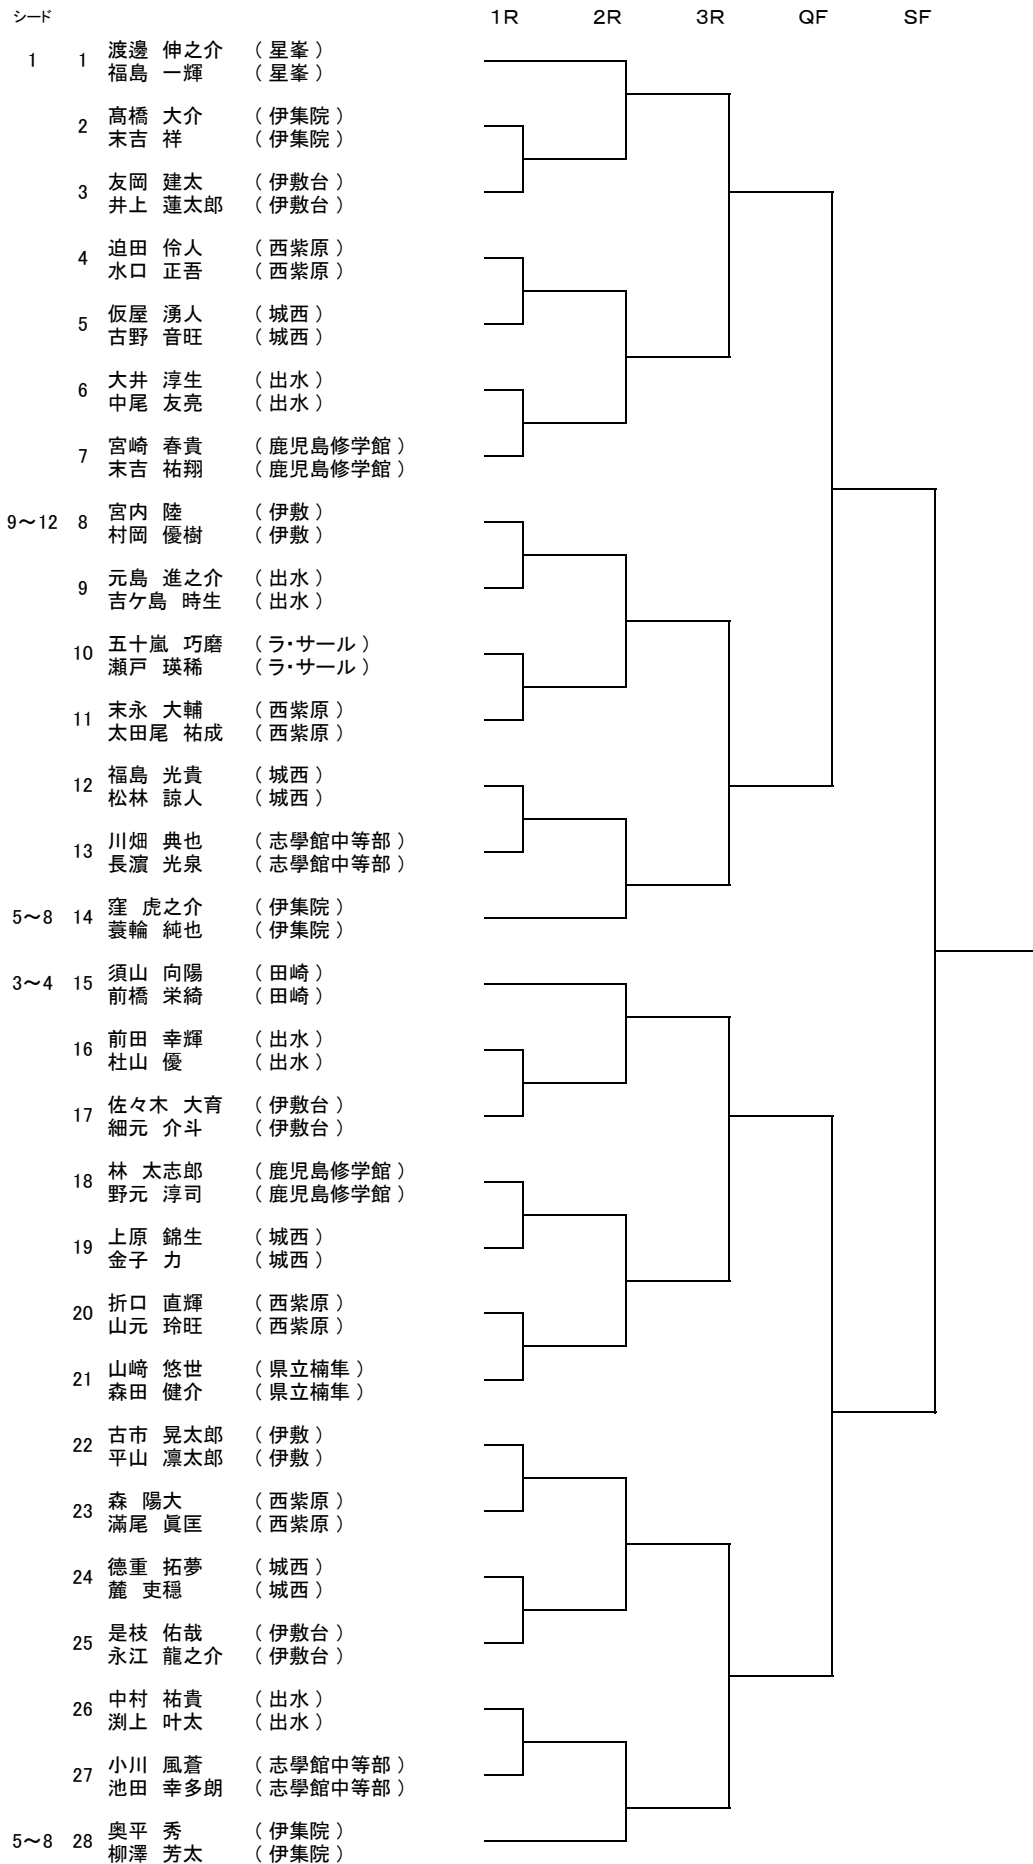 シード 1R 2R 3R QF SF
1 1 渡邊 伸之介 （ 星峯 ）
福島 一輝 （ 星峯 ）
2 髙橋 大介 （ 伊集院 ）
末吉 祥 （ 伊集院 ）
3 友岡 建太 （ 伊敷台 ）
井上 蓮太郎 （ 伊敷台 ）
4 迫田 伶人 （ 西紫原 ）
水口 正吾 （ 西紫原 ）
5 仮屋 湧人 （ 城西 ）
古野 音旺 （ 城西 ）
6 大井 淳生 （ 出水 ）
中尾 友亮 （ 出水 ）
7 宮崎 春貴 （ 鹿児島修学館 ）
末吉 祐翔 （ 鹿児島修学館 ）
9～12 8 宮内 陸 （ 伊敷 ）
村岡 優樹 （ 伊敷 ）
9 元島 進之介 （ 出水 ）
吉ケ島 時生 （ 出水 ）
10 五十嵐 巧磨 （ ラ・サール ）
瀬戸 瑛稀 （ ラ・サール ）
11 末永 大輔 （ 西紫原 ）
太田尾 祐成 （ 西紫原 ）
12 福島 光貴 （ 城西 ）
松林 諒人 （ 城西 ）
13 川畑 典也 （ 志學館中等部 ）
長濵 光泉 （ 志學館中等部 ）
5～8 14 窪 虎之介 （ 伊集院 ）
蓑輪 純也 （ 伊集院 ）
3～4 15 須山 向陽 （ 田崎 ）
前橋 栄綺 （ 田崎 ）
16 前田 幸輝 （ 出水 ）
杜山 優 （ 出水 ）
17 佐々木 大育 （ 伊敷台 ）
細元 介斗 （ 伊敷台 ）
18 林 太志郎 （ 鹿児島修学館 ）
野元 淳司 （ 鹿児島修学館 ）
19 上原 錦生 （ 城西 ）
金子 力 （ 城西 ）
20 折口 直輝 （ 西紫原 ）
山元 玲旺 （ 西紫原 ）
21 山﨑 悠世 （ 県立楠隼 ）
森田 健介 （ 県立楠隼 ）
22 古市 晃太郎 （ 伊敷 ）
平山 凛太郎 （ 伊敷 ）
23 森 陽大 （ 西紫原 ）
滿尾 眞匡 （ 西紫原 ）
24 德重 拓夢 （ 城西 ）
麓 吏穏 （ 城西 ）
25 是枝 佑哉 （ 伊敷台 ）
永江 龍之介 （ 伊敷台 ）
26 中村 祐貴 （ 出水 ）
渕上 叶太 （ 出水 ）
27 小川 風蒼 （ 志學館中等部 ）
池田 幸多朗 （ 志學館中等部 ）
5～8 28 奥平 秀 （ 伊集院 ）
柳澤 芳太 （ 伊集院 ）